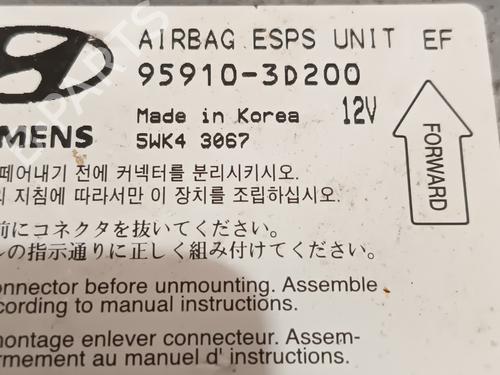 AIRBAG ESPS UNIT EF
95910-3D200
Made in Korea 12V
MENS 5WK4 3067
떼어내기 전에 커넥터를 분리시키시오.
지침에 따라서만 이 장치를 조립하십시오.
前にコネクタを抜いてください。
ルの指示通りに正しく組み付けてください。
FORWARD
onnector before unmounting. Assemble
cording to manual instructions.
montage enlever connecteur. Assem-
rmement au manuel d' instructions.